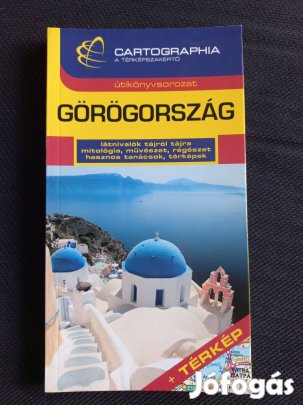 CARTOGRAPHIA
A TÉRKÉPSZAKÉRTŐ
útikönyvsorozat
GÖRÖGORSZÁG
látnivalók tájról tájra
mitológia, művészet, régészet
hasznos tanácsok, térképek
+ TÉRKÉP
Jófogás